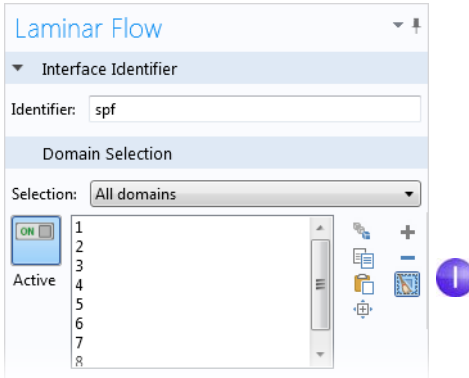 Laminar Flow
Interface Identifier
Identifier: spf
Domain Selection
Selection: All domains
ON
Active
1
2
3
4
5
6
7
8